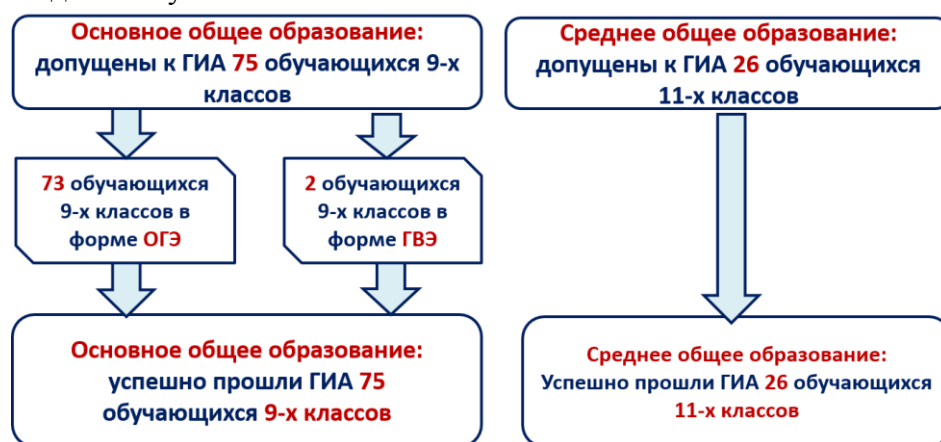 Основное общее образование:
допущены к ГИА 75 обучающихся 9-х
классов
Среднее общее образование:
допущены к ГИА 26 обучающихся
11-х классов
73 обучающихся
9-х классов в
форме ОГЭ
2 обучающихся
9-х классов в
форме ГВЭ
Основное общее образование:
успешно прошли ГИА 75
обучающихся 9-х классов
Среднее общее образование:
Успешно прошли ГИА 26 обучающихся
11-х классов